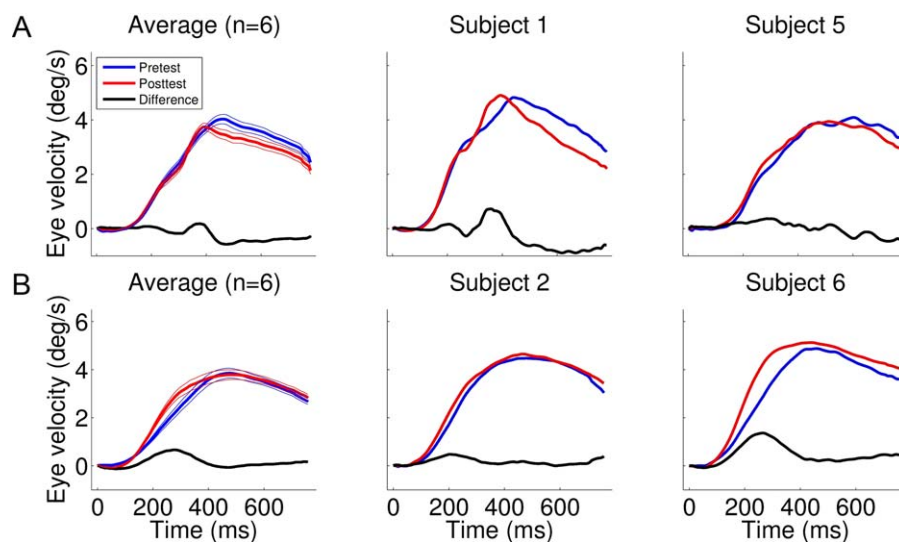 A
Average (n=6)
Subject 1
Subject 5
Eye velocity (deg/s)
6
4
2
0
Pretest
Posttest
Difference
B
Average (n=6)
Subject 2
Subject 6
Eye velocity (deg/s)
6
4
2
0
0 200 400 600
0 200 400 600
0 200 400 600
Time (ms)
Time (ms)
Time (ms)